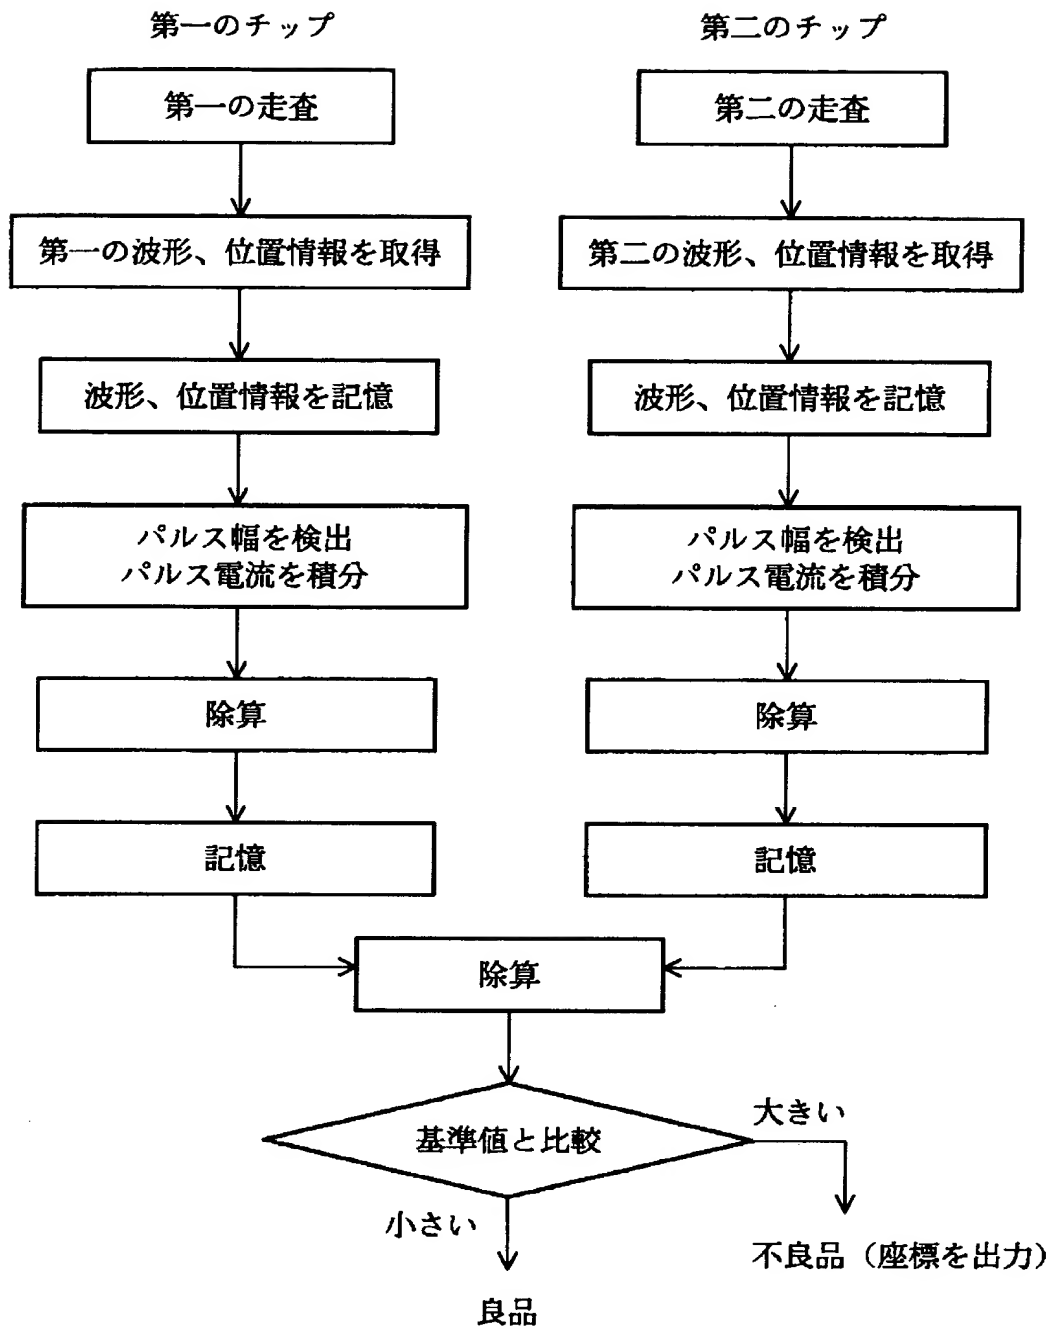 第一のチップ
第一の走査
第一の波形、位置情報を取得
波形、位置情報を記憶
パルス幅を検出
パルス電流を積分
除算
記憶
第二のチップ
第二の走査
第二の波形、位置情報を取得
波形、位置情報を記憶
パルス幅を検出
パルス電流を積分
除算
記憶
除算
基準値と比較
大きい
小さい
不良品（座標を出力）
良品